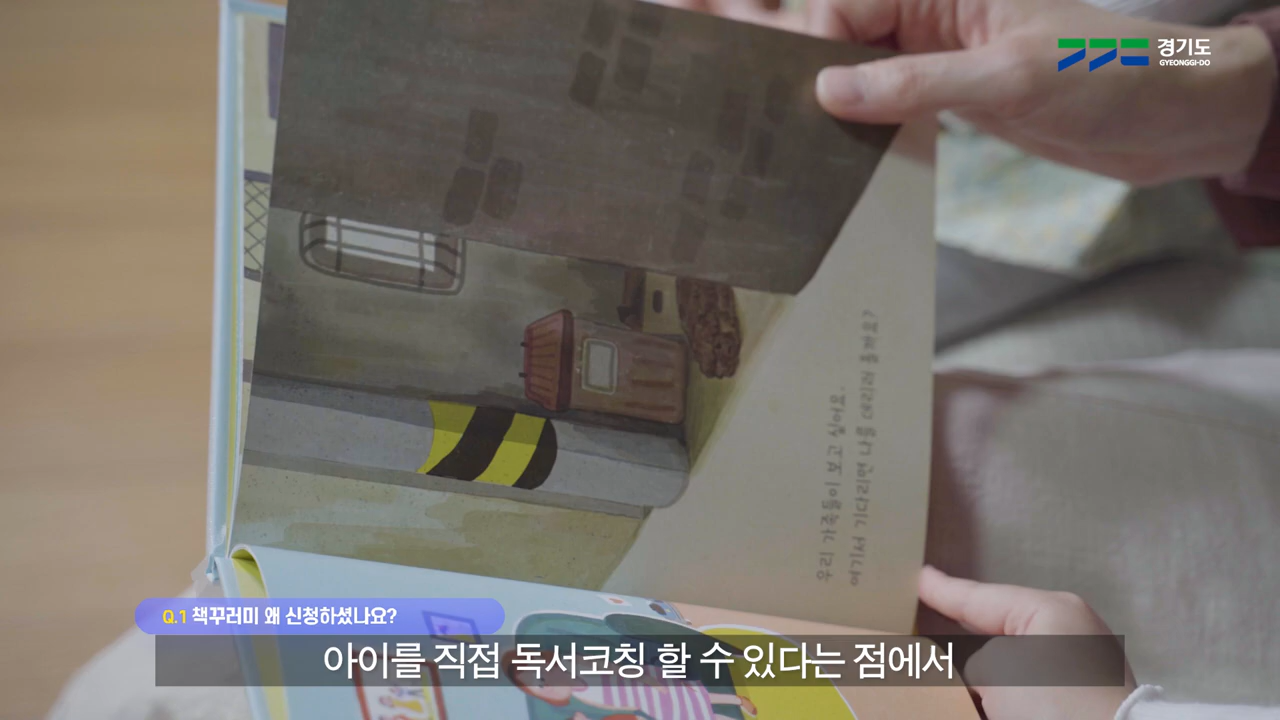 경기도
GYEONGGI-DO
우리 가족들이 보고 싶어요.
여기서 기다리면 나를 데리러 올까요?
Q.1 책꾸러미 왜 신청하셨나요?
아이를 직접 독서코칭 할 수 있다는 점에서